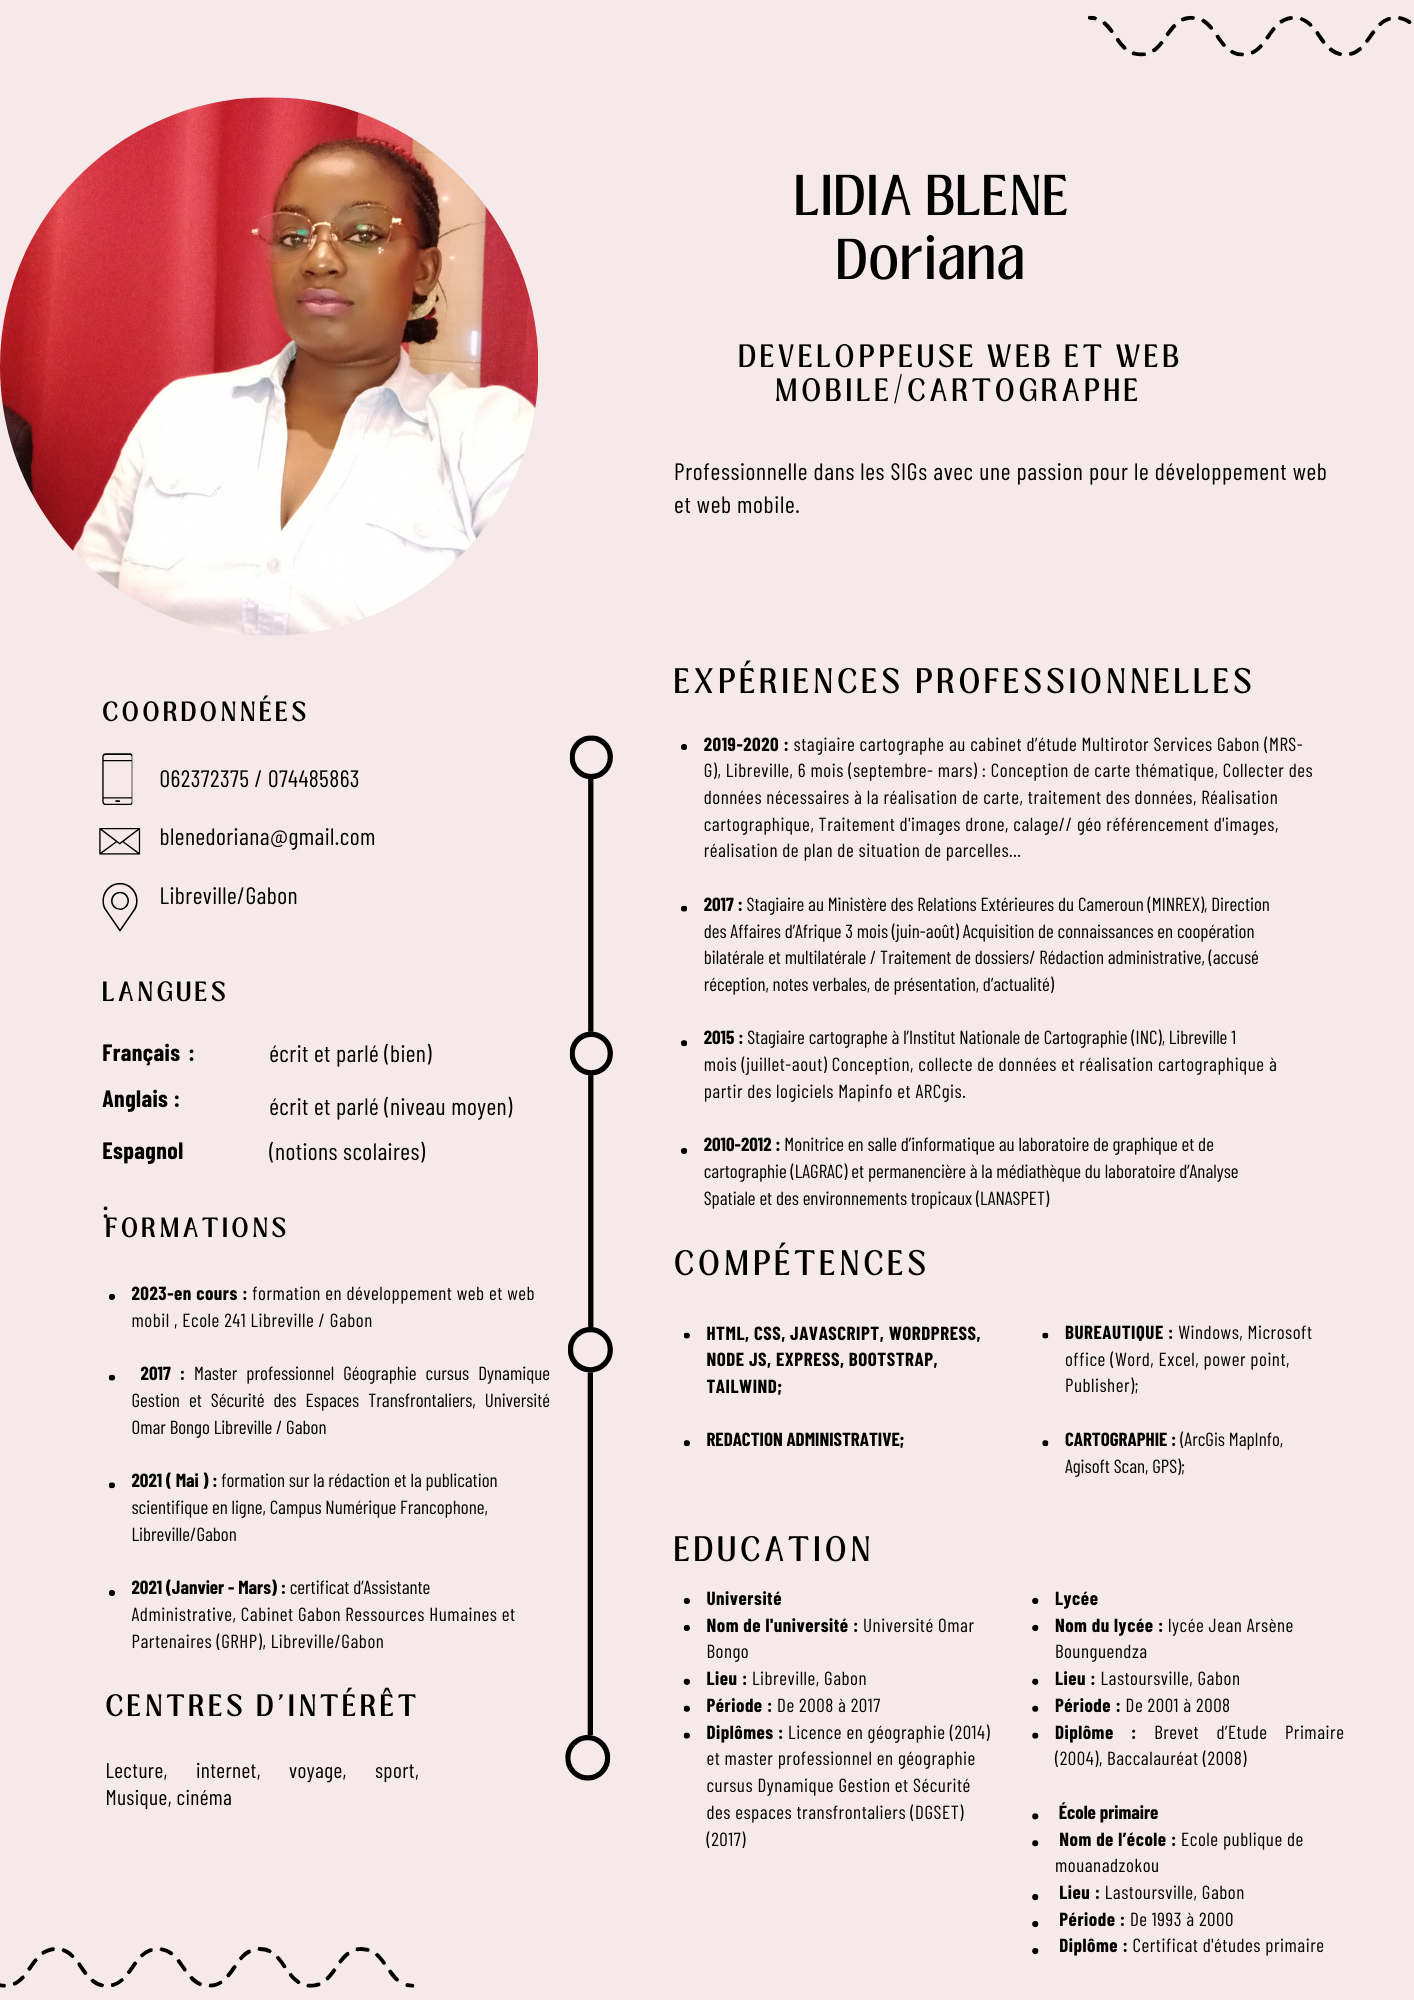 LIDIA BLENE
Doriana
DEVELOPPEUSE WEB ET WEB
MOBILE/CARTOGRAPHE
Professionnelle dans les SIGs avec une passion pour le développement web
et web mobile.
COORDONNÉES
062372375 / 074485863
blenedoriana@gmail.com
Libreville/Gabon
LANGUES
Français : écrit et parlé (bien)
Anglais : écrit et parlé (niveau moyen)
Espagnol (notions scolaires)
:
FORMATIONS
• 2023-en cours : formation en développement web et web
mobil , Ecole 241 Libreville / Gabon
• 2017 : Master professionnel Géographie cursus Dynamique
Gestion et Sécurité des Espaces Transfrontaliers, Université
Omar Bongo Libreville / Gabon
• 2021 ( Mai ) : formation sur la rédaction et la publication
scientifique en ligne, Campus Numérique Francophone,
Libreville/Gabon
• 2021 (Janvier - Mars) : certificat d’Assistante
Administrative, Cabinet Gabon Ressources Humaines et
Partenaires (GRHP), Libreville/Gabon
CENTRES D’INTÉRÊT
Lecture, internet, voyage, sport,
Musique, cinéma
EXPÉRIENCES PROFESSIONNELLES
• 2019-2020 : stagiaire cartographe au cabinet d’étude Multirotor Services Gabon (MRS-
G), Libreville, 6 mois (septembre- mars) : Conception de carte thématique, Collecter des
données nécessaires à la réalisation de carte, traitement des données, Réalisation
cartographique, Traitement d'images drone, calage// géo référencement d'images,
réalisation de plan de situation de parcelles...
• 2017 : Stagiaire au Ministère des Relations Extérieures du Cameroun (MINREX), Direction
des Affaires d’Afrique 3 mois (juin-août) Acquisition de connaissances en coopération
bilatérale et multilatérale / Traitement de dossiers/ Rédaction administrative, (accusé
réception, notes verbales, de présentation, d’actualité)
• 2015 : Stagiaire cartographe à l’Institut Nationale de Cartographie (INC), Libreville 1
mois (juillet-aout) Conception, collecte de données et réalisation cartographique à
partir des logiciels Mapinfo et ARCgis.
• 2010-2012 : Monitrice en salle d’informatique au laboratoire de graphique et de
cartographie (LAGRAC) et permanencière à la médiathèque du laboratoire d’Analyse
Spatiale et des environnements tropicaux (LANASPET)
COMPÉTENCES
• HTML, CSS, JAVASCRIPT, WORDPRESS,
NODE JS, EXPRESS, BOOTSTRAP,
TAILWIND;
• REDACTION ADMINISTRATIVE;
• BUREAUTIQUE : Windows, Microsoft
office (Word, Excel, power point,
Publisher);
• CARTOGRAPHIE : (ArcGis MapInfo,
Agisoft Scan, GPS);
EDUCATION
• Université
• Nom de l'université : Université Omar
Bongo
• Lieu : Libreville, Gabon
• Période : De 2008 à 2017
• Diplômes : Licence en géographie (2014)
et master professionnel en géographie
cursus Dynamique Gestion et Sécurité
des espaces transfrontaliers (DGSET)
(2017)
• Lycée
• Nom du lycée : lycée Jean Arsène
Bounguendza
• Lieu : Lastoursville, Gabon
• Période : De 2001 à 2008
• Diplôme : Brevet d’Etude Primaire
(2004), Baccalauréat (2008)
• École primaire
• Nom de l’école : Ecole publique de
mouanadzokou
• Lieu : Lastoursville, Gabon
• Période : De 1993 à 2000
• Diplôme : Certificat d'études primaire